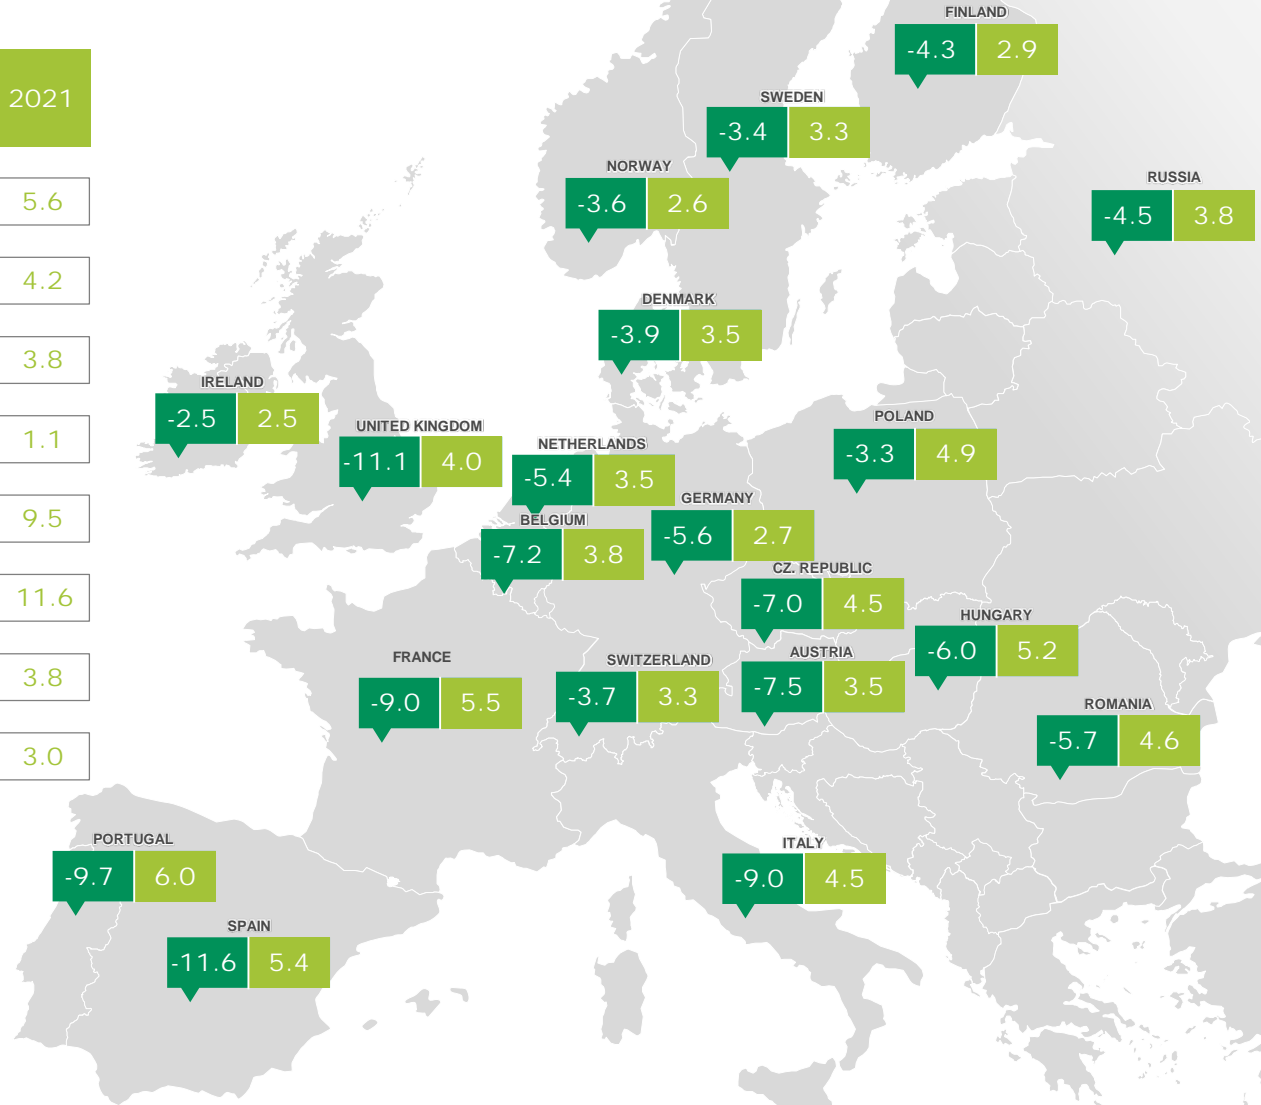 2021
5.6
4.2
3.8
1.1
9.5
11.6
3.8
3.0
FINLAND
-4.3 2.9
SWEDEN
-3.4 3.3
NORWAY
-3.6 2.6
RUSSIA
-4.5 3.8
DENMARK
-3.9 3.5
IRELAND
-2.5 2.5
UNITED KINGDOM
-11.1 4.0
NETHERLANDS
-5.4 3.5
POLAND
-3.3 4.9
GERMANY
-5.6 2.7
BELGIUM
-7.2 3.8
CZ. REPUBLIC
-7.0 4.5
HUNGARY
-6.0 5.2
FRANCE
-9.0 5.5
SWITZERLAND
-3.7 3.3
AUSTRIA
-7.5 3.5
ROMANIA
-5.7 4.6
PORTUGAL
-9.7 6.0
ITALY
-9.0 4.5
SPAIN
-11.6 5.4